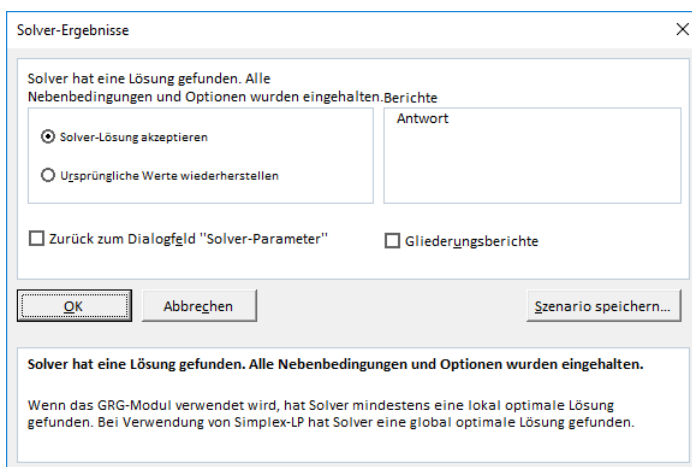 Solver-Ergebnisse
Solver hat eine Lösung gefunden. Alle
Nebenbedingungen und Optionen wurden eingehalten.
Berichte
Solver-Lösung akzeptieren
Ursprüngliche Werte wiederherstellen
Antwort
Zurück zum Dialogfeld "Solver-Parameter"
Gliederungsberichte
OK
Abbrechen
Szenario speichern...
Solver hat eine Lösung gefunden. Alle Nebenbedingungen und Optionen wurden eingehalten.
Wenn das GRG-Modul verwendet wird, hat Solver mindestens eine lokal optimale Lösung
gefunden. Bei Verwendung von Simplex-LP hat Solver eine global optimale Lösung gefunden.